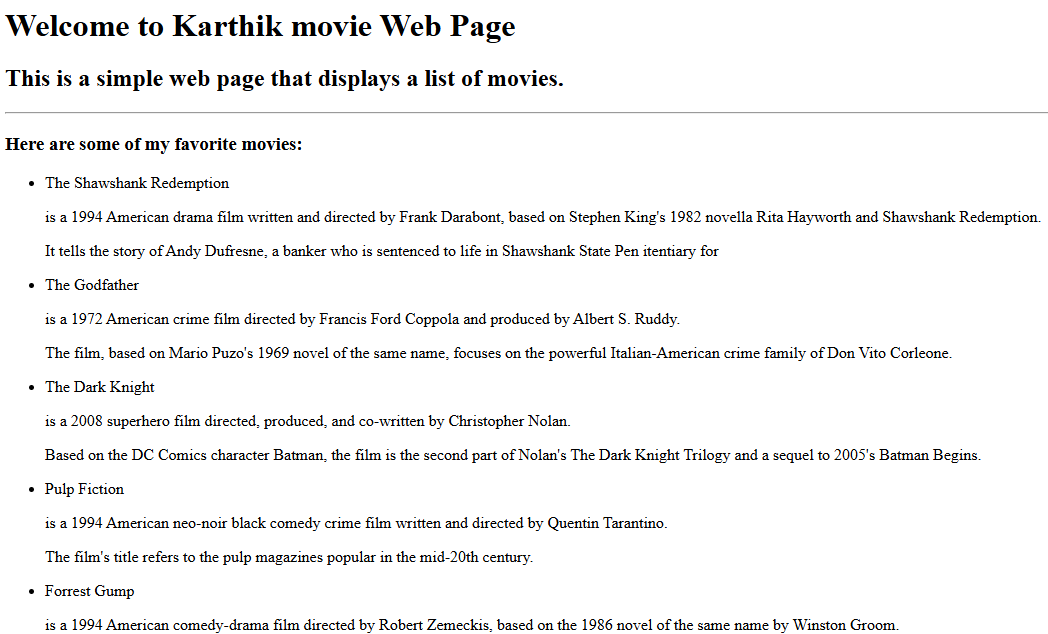 Welcome to Karthik movie Web Page
This is a simple web page that displays a list of movies.
Here are some of my favorite movies:
The Shawshank Redemption
is a 1994 American drama film written and directed by Frank Darabont, based on Stephen King's 1982 novella Rita Hayworth and Shawshank Redemption.
It tells the story of Andy Dufresne, a banker who is sentenced to life in Shawshank State Pen itentiary for
The Godfather
is a 1972 American crime film directed by Francis Ford Coppola and produced by Albert S. Ruddy.
The film, based on Mario Puzo's 1969 novel of the same name, focuses on the powerful Italian-American crime family of Don Vito Corleone.
The Dark Knight
is a 2008 superhero film directed, produced, and co-written by Christopher Nolan.
Based on the DC Comics character Batman, the film is the second part of Nolan's The Dark Knight Trilogy and a sequel to 2005's Batman Begins.
Pulp Fiction
is a 1994 American neo-noir black comedy crime film written and directed by Quentin Tarantino.
The film's title refers to the pulp magazines popular in the mid-20th century.
Forrest Gump
is a 1994 American comedy-drama film directed by Robert Zemeckis, based on the 1986 novel of the same name by Winston Groom.